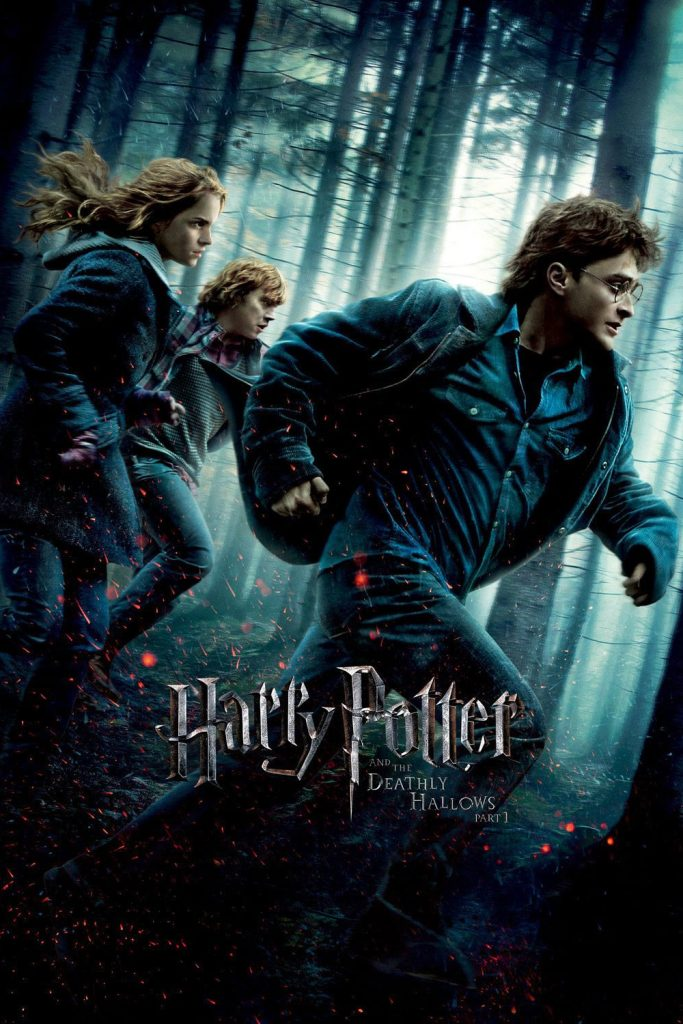 Harry Potter
AND THE
DEATHLY
HALLOWS
PART 1